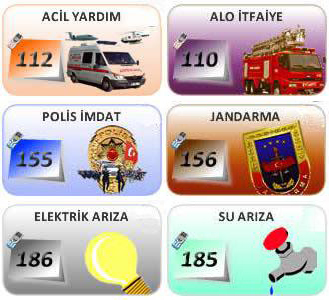 ACİL YARDIM
112
ALO İTFAİYE
110
POLİS İMDAT
155
JANDARMA
156
ELEKTRİK ARIZA
186
SU ARIZA
185